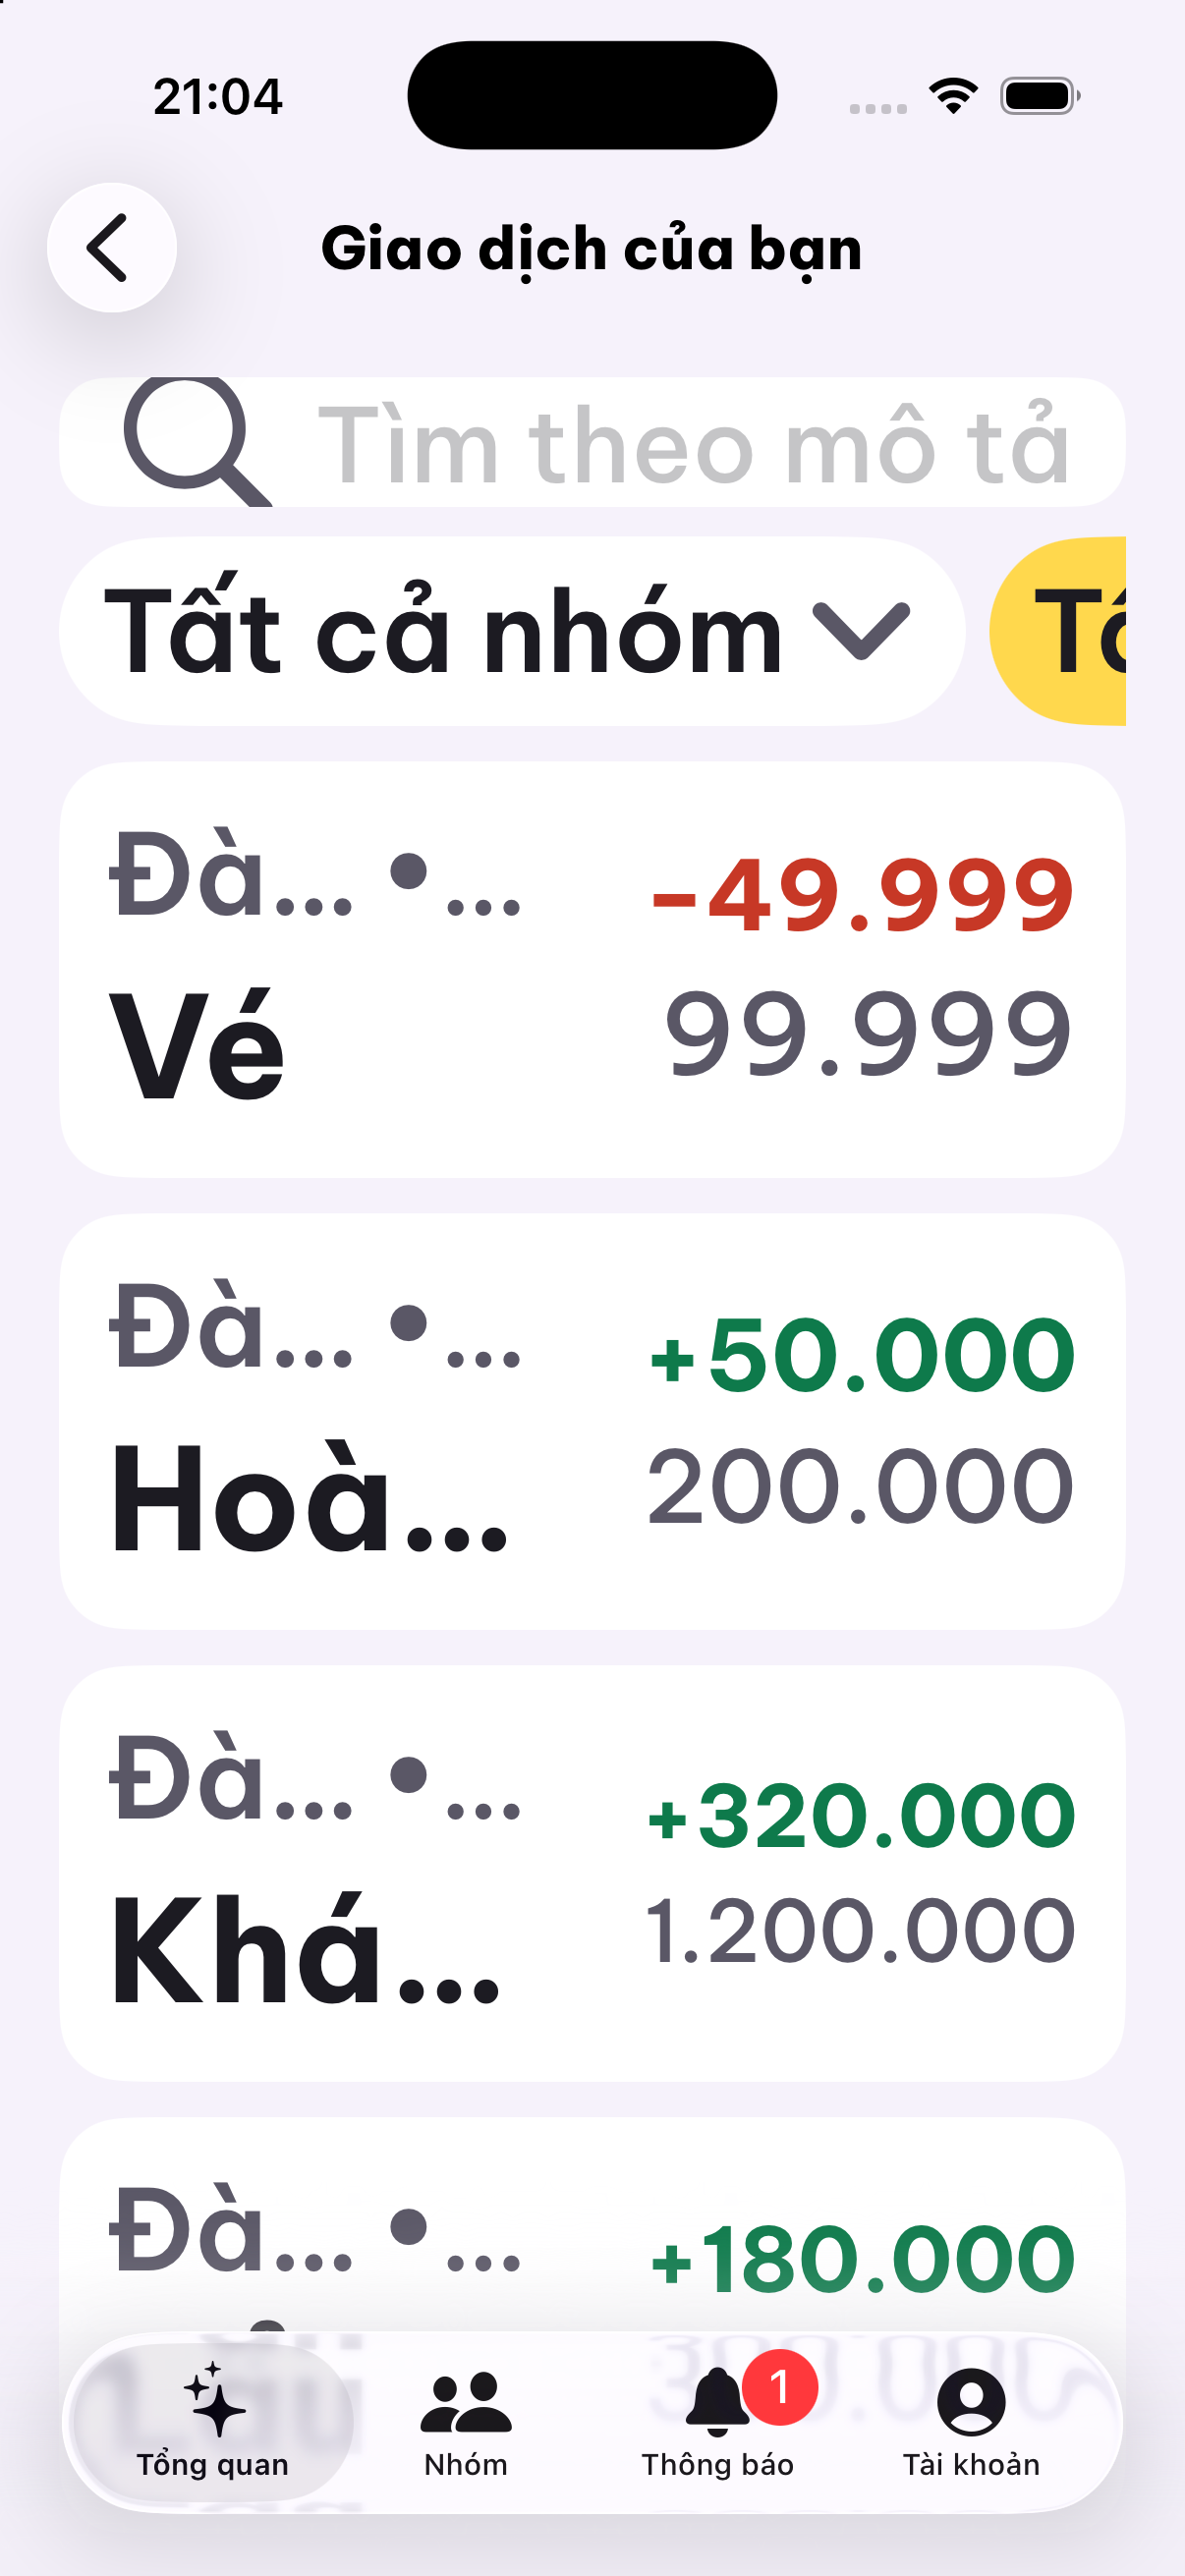 21:04
Giao dịch của bạn
Tìm theo mô tả
Tất cả nhóm
Đà... •... -49.999
Vé 99.999
Đà... •... +50.000
Hoà... 200.000
Đà... •... +320.000
Khá... 1.200.000
Đà... •... +180.000
1
Tổng quan Nhóm Thông báo Tài khoản